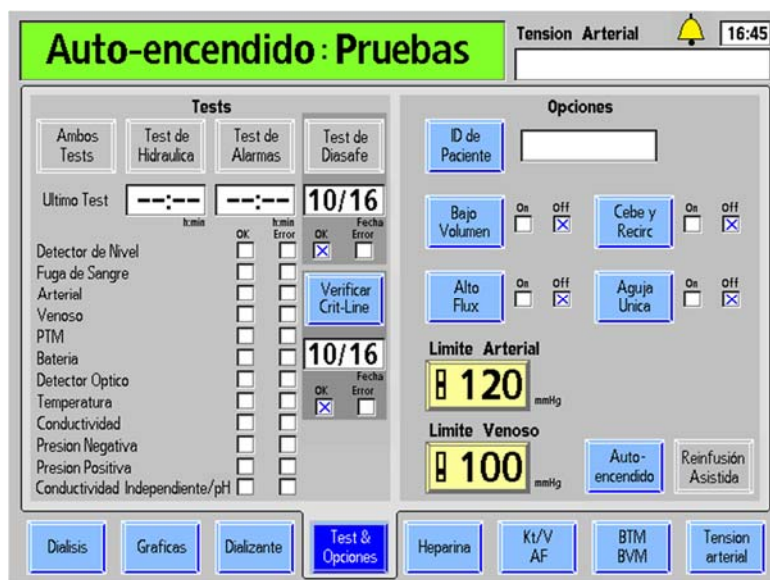 Auto-encendido: Pruebas
Tension Arterial
16:45
Tests
Ambos Tests
Test de Hidraulica
Test de Alarmas
Test de Diasafe
Ultimo Test
--:--
--:--
10/16
h:min
h:min
Fecha
OK Error
OK Error
Detector de Nivel
Fuga de Sangre
Arterial
Venoso
PTM
Bateria
Detector Optico
Temperatura
Conductividad
Presion Negativa
Presion Positiva
Conductividad Independiente/pH
Verificar Crit-Line
10/16
Fecha
OK Error
Opciones
ID de Paciente
Bajo Volumen
On Off
Cebe y Recirc
On Off
Alto Flux
On Off
Aguja Unica
On Off
Limite Arterial
120 mmHg
Limite Venoso
100 mmHg
Auto-encendido
Reinfusión Asistida
Dialisis
Graficas
Dializante
Test & Opciones
Heparina
Kt/V AF
BTM BVM
Tension arterial